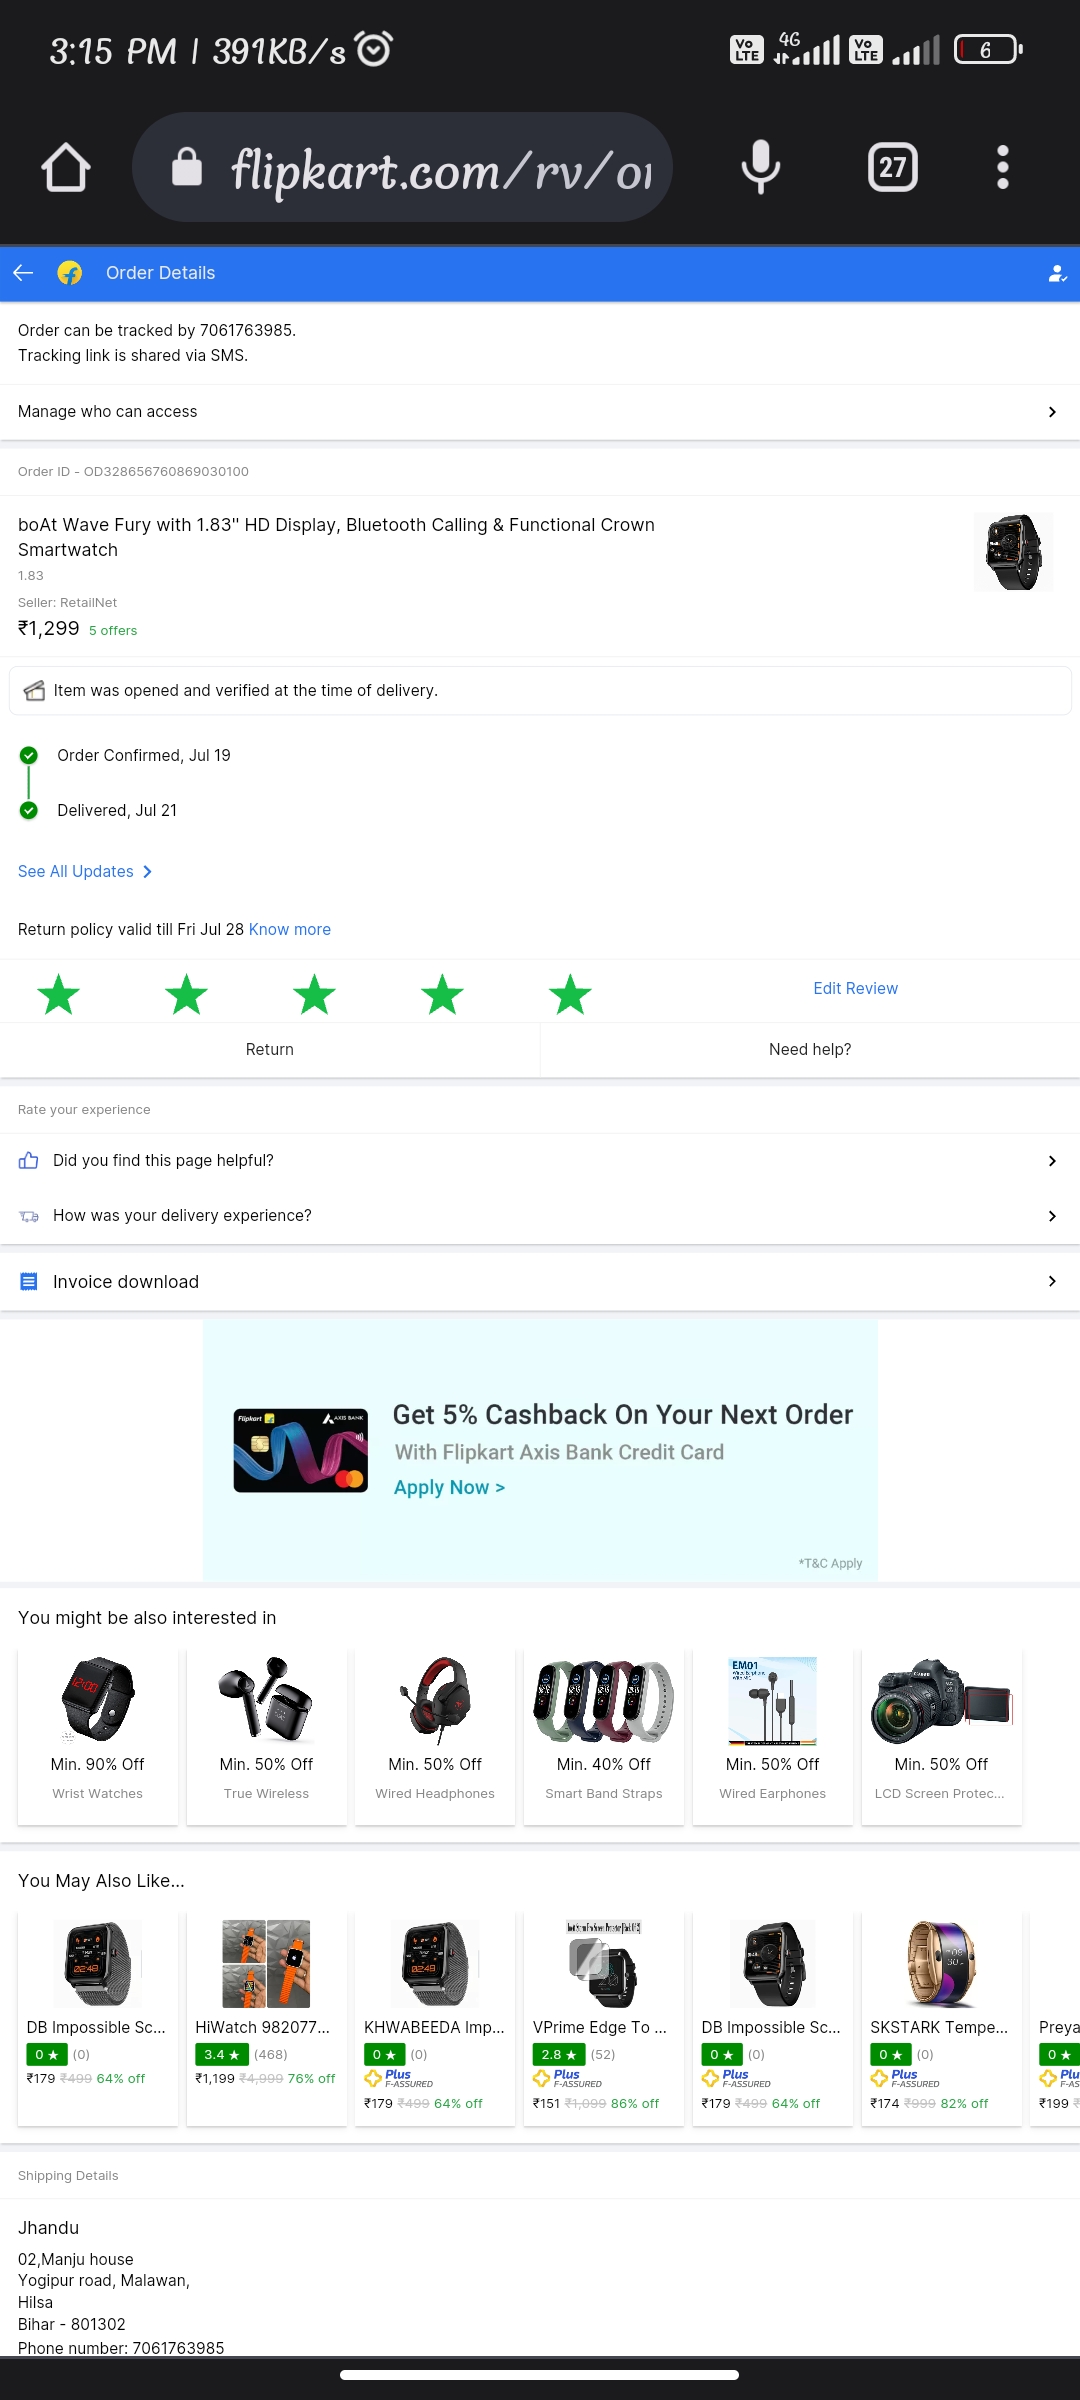 3:15 PM | 391KB/s
Vo LTE 4G Vo LTE 6
flipkart.com/rv/or
27
Order Details
Order can be tracked by 7061763985.
Tracking link is shared via SMS.
Manage who can access
Order ID - OD328656760869030100
boAt Wave Fury with 1.83" HD Display, Bluetooth Calling & Functional Crown
Smartwatch
1.83
Seller: RetailNet
₹1,299 5 offers
Item was opened and verified at the time of delivery.
Order Confirmed, Jul 19
Delivered, Jul 21
See All Updates
Return policy valid till Fri Jul 28 Know more
Edit Review
Return Need help?
Rate your experience
Did you find this page helpful?
How was your delivery experience?
Invoice download
Flipkart AXIS BANK
Get 5% Cashback On Your Next Order
With Flipkart Axis Bank Credit Card
Apply Now >
*T&C Apply
You might be also interested in
12:00
EM01
Min. 90% Off Min. 50% Off Min. 50% Off Min. 40% Off Min. 50% Off Min. 50% Off
Wrist Watches True Wireless Wired Headphones Smart Band Straps Wired Earphones LCD Screen Protec...
You May Also Like...
02:48 02:48
DB Impossible Sc... HiWatch 982077... KHWABEEDA Imp... VPrime Edge To ... DB Impossible Sc... SKSTARK Tempe... Preya
0 ★ (0) 3.4 ★ (468) 0 ★ (0) 2.8 ★ (52) 0 ★ (0) 0 ★ (0) 0 ★
₹179 ₹499 64% off ₹1,199 ₹4,999 76% off Plus F-ASSURED Plus F-ASSURED Plus F-ASSURED Plus F-ASSURED Plu F-AS
₹179 ₹499 64% off ₹151 ₹1,099 86% off ₹179 ₹499 64% off ₹174 ₹999 82% off ₹199 ₹
Shipping Details
Jhandu
02,Manju house
Yogipur road, Malawan,
Hilsa
Bihar - 801302
Phone number: 7061763985